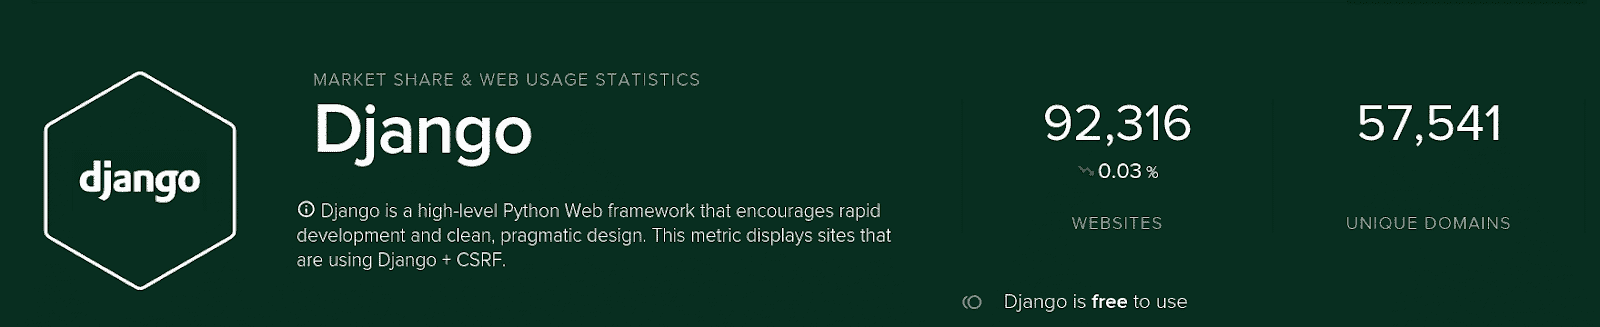 MARKET SHARE & WEB USAGE STATISTICS
Django
django
Django is a high-level Python Web framework that encourages rapid
development and clean, pragmatic design. This metric displays sites that
are using Django + CSRF.
92,316
0.03 %
WEBSITES
57,541
UNIQUE DOMAINS
Django is free to use